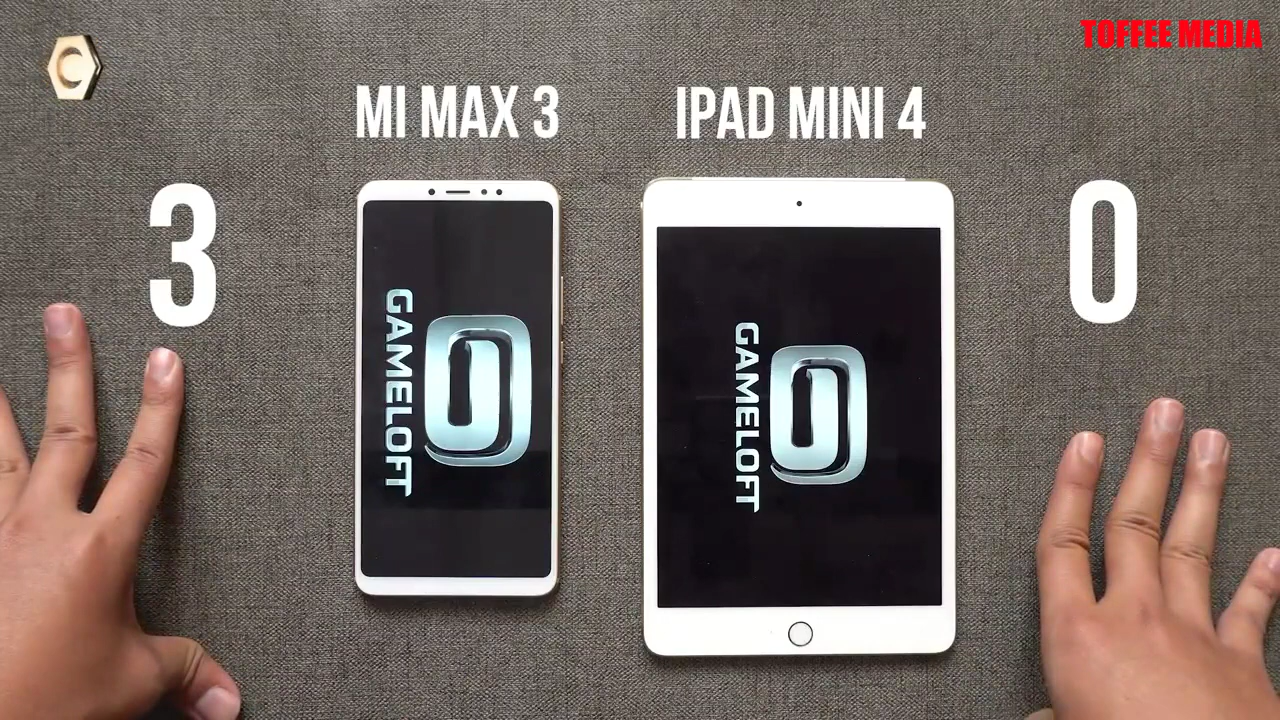 TOFFEE MEDIA
MI MAX 3
IPAD MINI 4
3
0
GAMELOFT
GAMELOFT